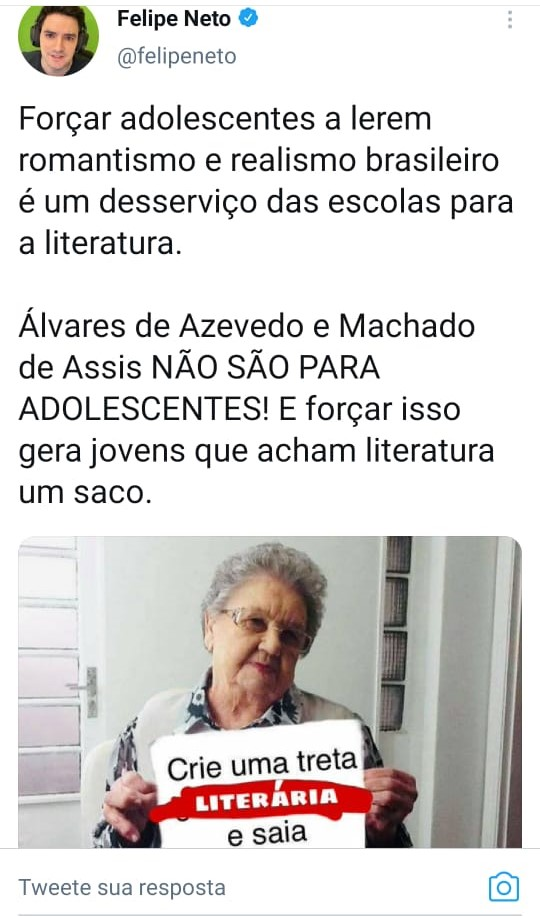 Felipe Neto
@felipeneto
Forçar adolescentes a lerem
romantismo e realismo brasileiro
é um desserviço das escolas para
a literatura.
Álvares de Azevedo e Machado
de Assis NÃO SÃO PARA
ADOLESCENTES! E forçar isso
gera jovens que acham literatura
um saco.
Crie uma treta
LITERÁRIA
e saia
Tweete sua resposta